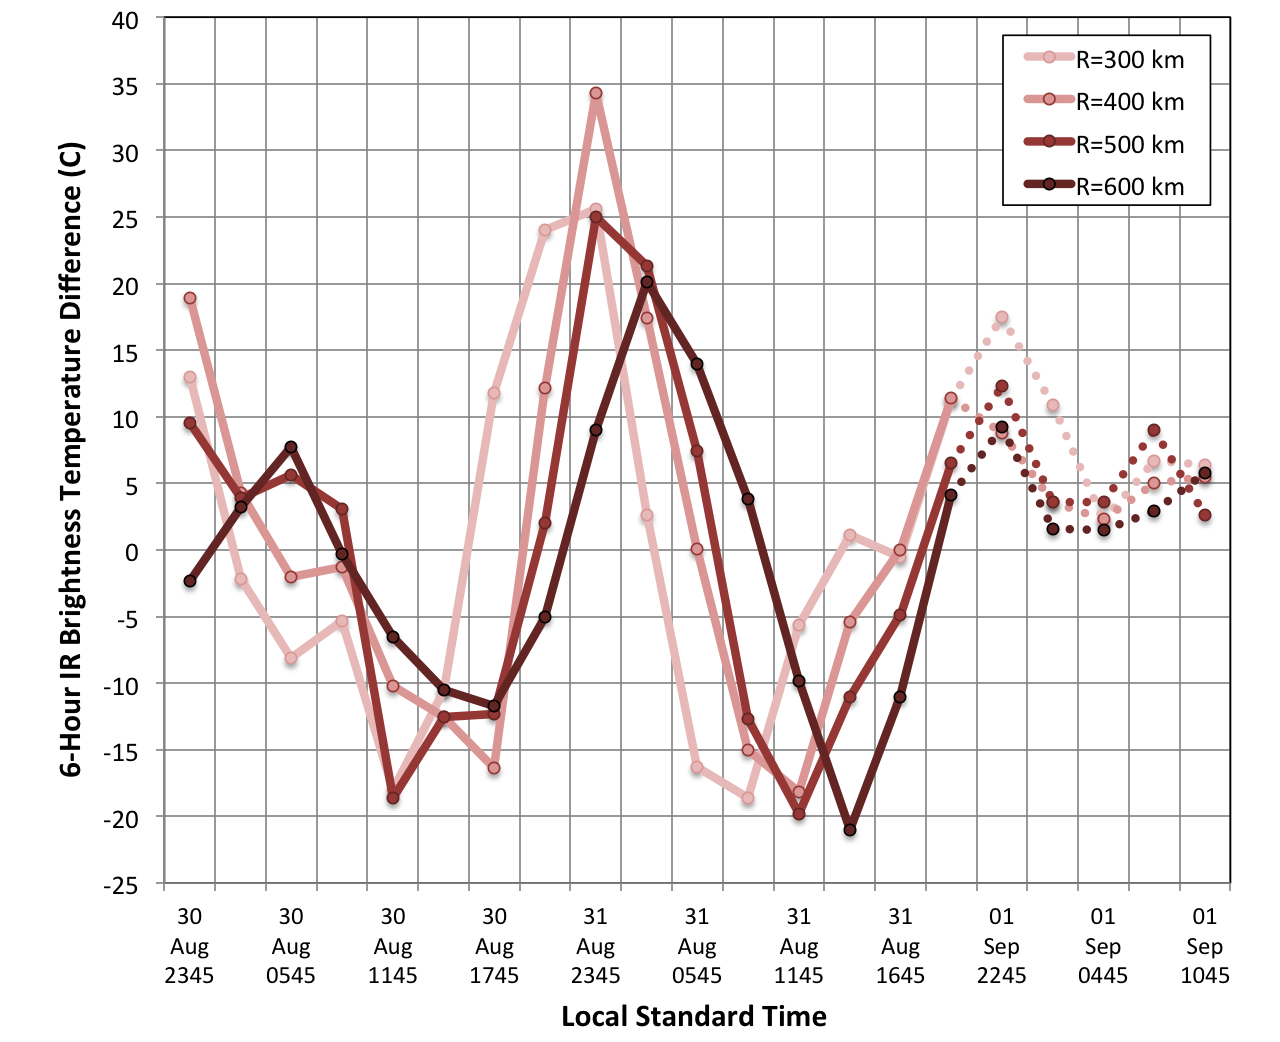 6-Hour IR Brightness Temperature Difference (C)
40
35
30
25
20
15
10
5
0
-5
-10
-15
-20
-25
R=300 km
R=400 km
R=500 km
R=600 km
30 30 30 30 31 31 31 31 01 01 01
Aug Aug Aug Aug Aug Aug Aug Aug Sep Sep Sep
2345 0545 1145 1745 2345 0545 1145 1645 2245 0445 1045
Local Standard Time